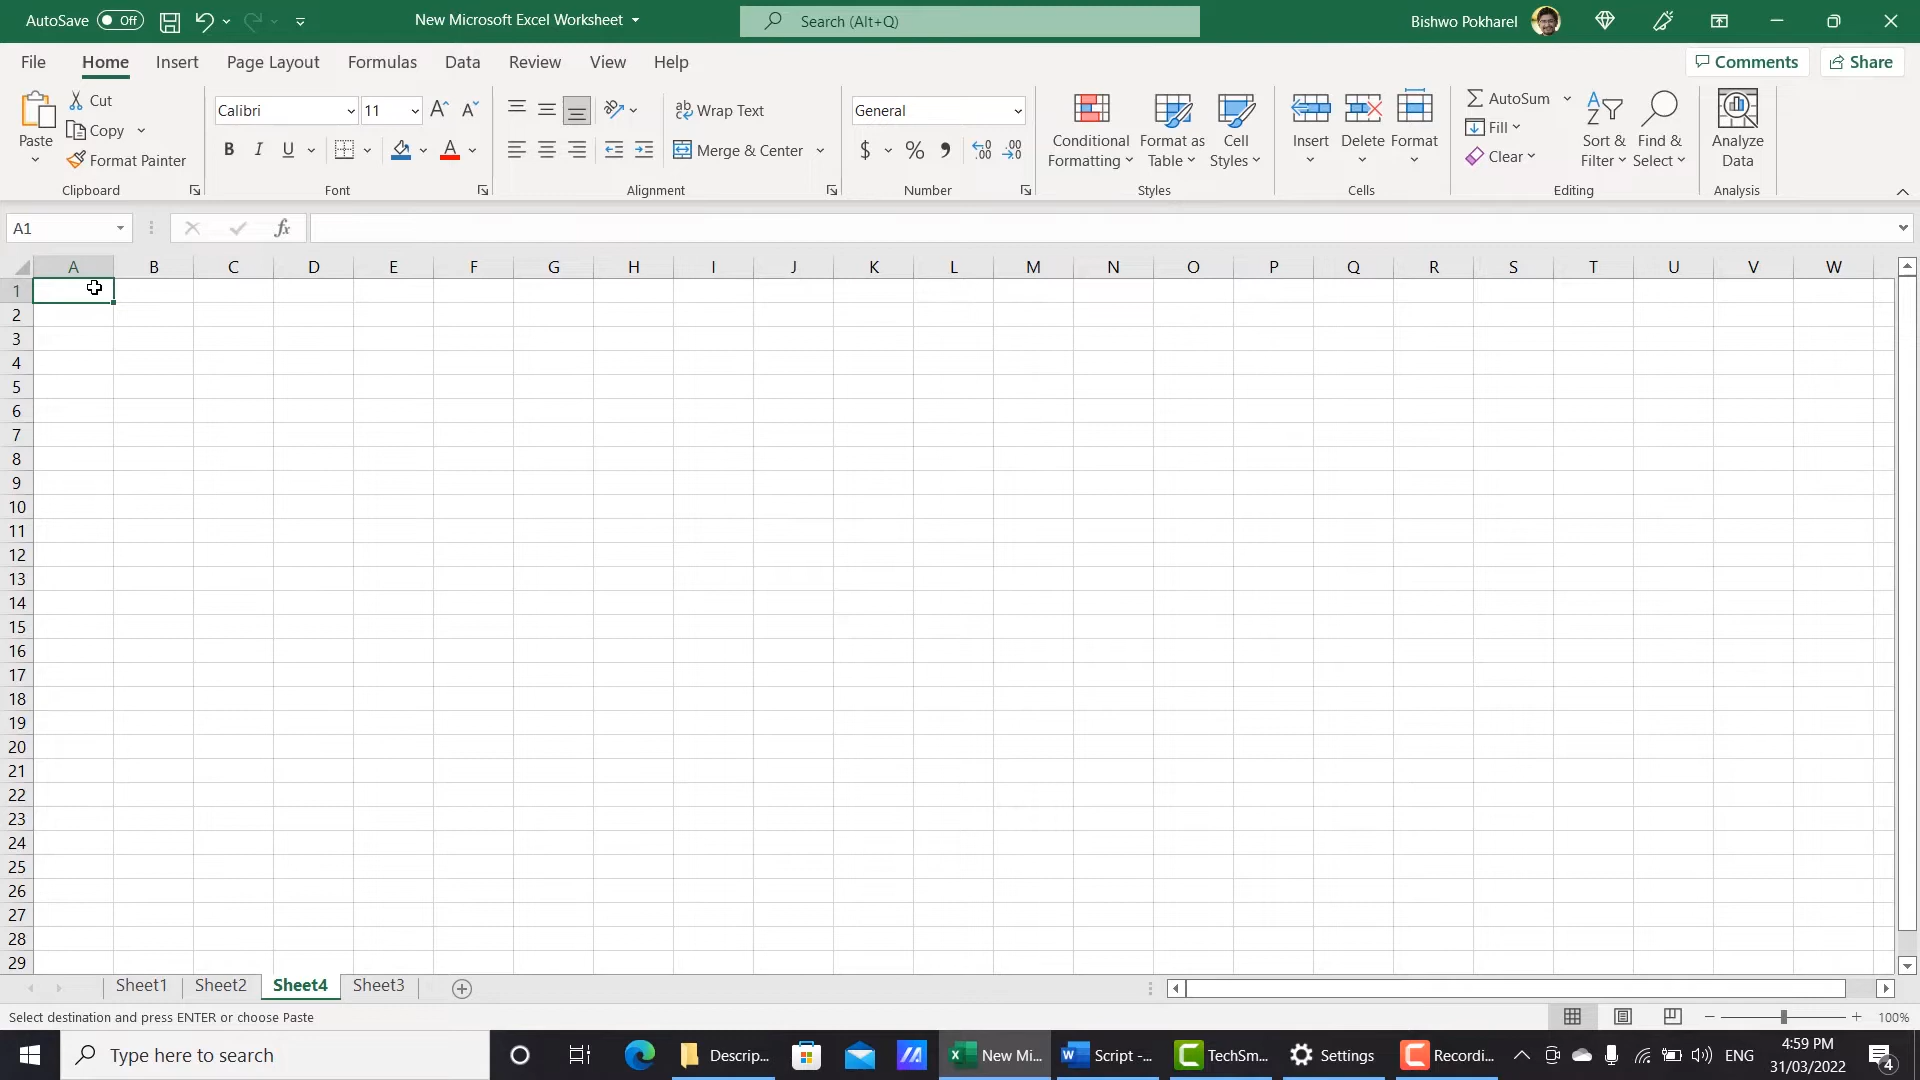 AutoSave Off New Microsoft Excel Worksheet Search (Alt+Q) Bishwo Pokharel
File Home Insert Page Layout Formulas Data Review View Help Comments Share
Paste
Cut
Copy
Format Painter
Clipboard
Calibri 11
B I U A
Font
Wrap Text
Merge & Center
Alignment
General
$ % ,
Number
Conditional Formatting
Format as Table
Cell Styles
Styles
Insert Delete Format
Cells
AutoSum
Fill
Clear
Sort & Filter
Find & Select
Editing
Analyze Data
Analysis
A1 fx
A B C D E F G H I J K L M N O P Q R S T U V W
1
2
3
4
5
6
7
8
9
10
11
12
13
14
15
16
17
18
19
20
21
22
23
24
25
26
27
28
29
Sheet1 Sheet2 Sheet4 Sheet3
Select destination and press ENTER or choose Paste 100%
Type here to search Descrip... New Mi... Script -... TechSm... Settings Recordi... ENG 4:59 PM
31/03/2022 4